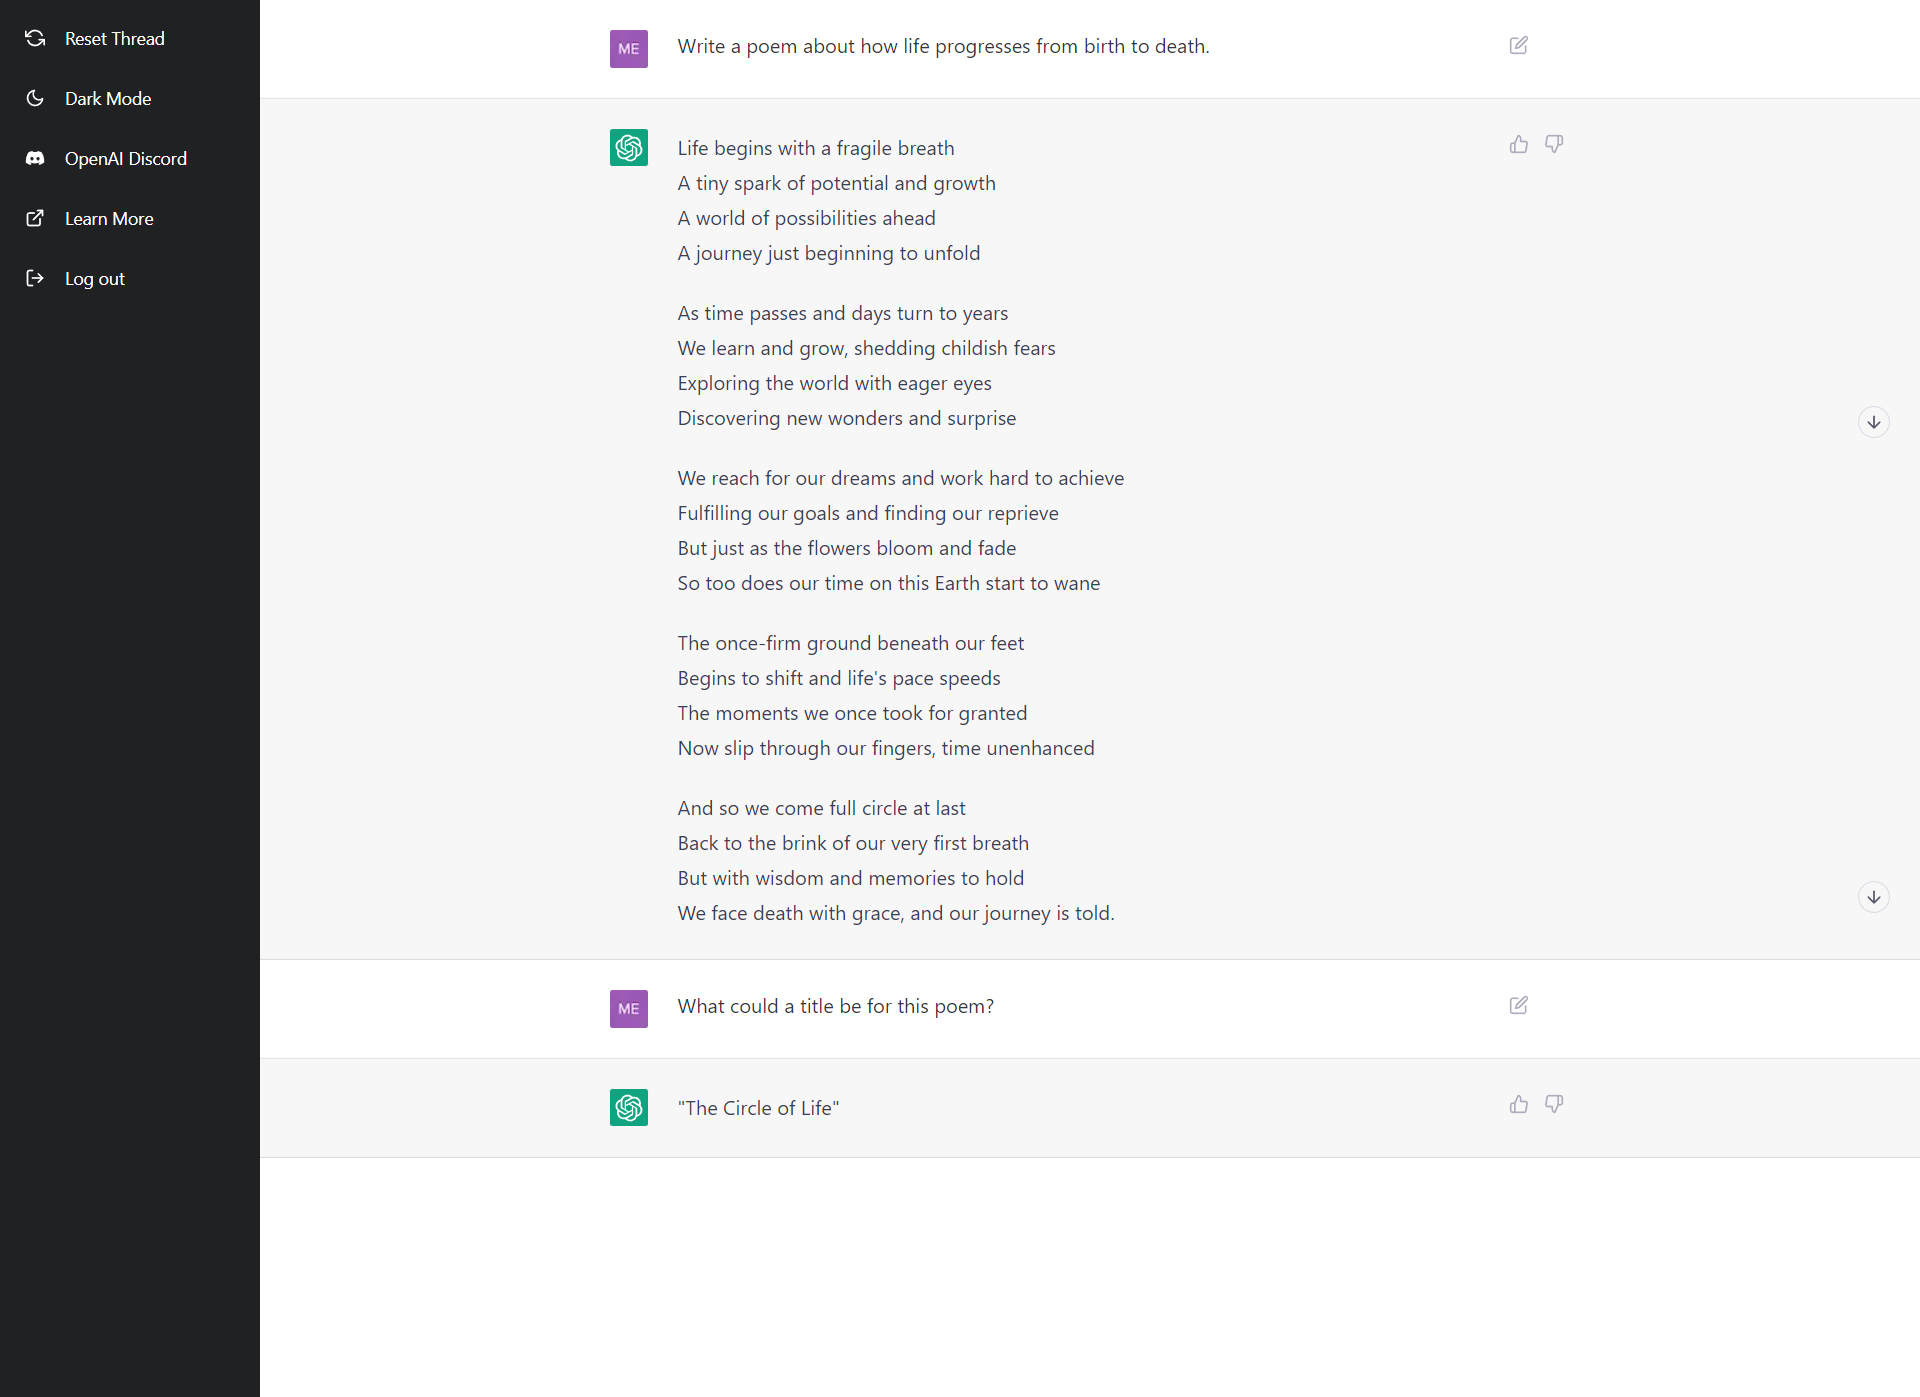 Reset Thread
Dark Mode
OpenAI Discord
Learn More
Log out
ME
Write a poem about how life progresses from birth to death.
Life begins with a fragile breath
A tiny spark of potential and growth
A world of possibilities ahead
A journey just beginning to unfold
As time passes and days turn to years
We learn and grow, shedding childish fears
Exploring the world with eager eyes
Discovering new wonders and surprise
We reach for our dreams and work hard to achieve
Fulfilling our goals and finding our reprieve
But just as the flowers bloom and fade
So too does our time on this Earth start to wane
The once-firm ground beneath our feet
Begins to shift and life's pace speeds
The moments we once took for granted
Now slip through our fingers, time unenhanced
And so we come full circle at last
Back to the brink of our very first breath
But with wisdom and memories to hold
We face death with grace, and our journey is told.
ME
What could a title be for this poem?
"The Circle of Life"